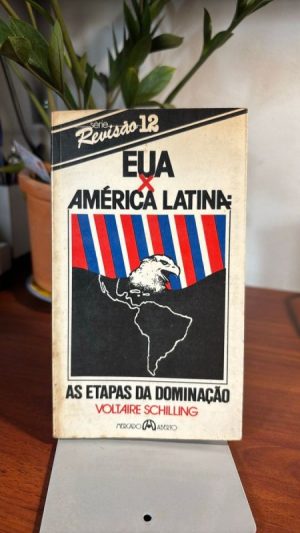 série
Revisão 12
EUA
X
AMÉRICA LATINA:
AS ETAPAS DA DOMINAÇÃO
VOLTAIRE SCHILLING
MERCADO ABERTO